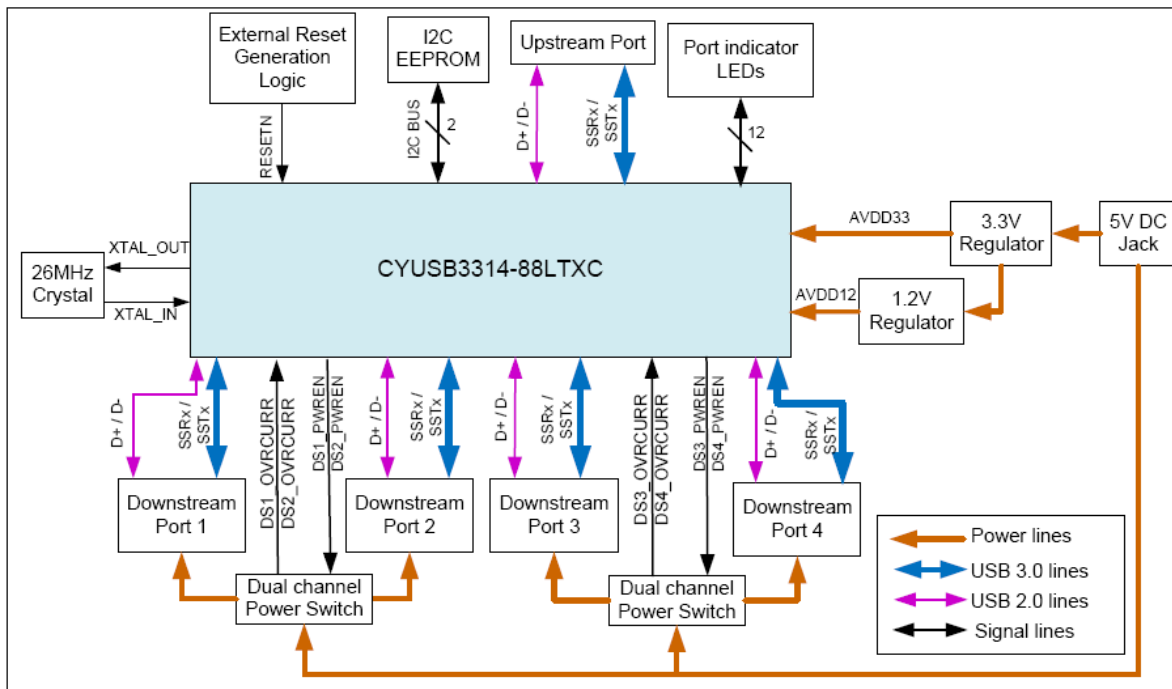 External Reset
Generation
Logic
I2C
EEPROM
Upstream Port
Port indicator
LEDs
RESETN
I2C BUS
2
D+ / D-
SSRx /
SSTx
12
26MHz
Crystal
XTAL_OUT
XTAL_IN
CYUSB3314-88LTXC
AVDD33
3.3V
Regulator
5V DC
Jack
AVDD12
1.2V
Regulator
D+ / D-
SSRx /
SSTx
DS1_OVRCURR
DS2_OVRCURR
DS1_PWREN
DS2_PWREN
D+ / D-
SSRx /
SSTx
D+ / D-
SSRx /
SSTx
DS3_OVRCURR
DS4_OVRCURR
DS3_PWREN
DS4_PWREN
D+ / D-
SSRx /
SSTx
Downstream
Port 1
Downstream
Port 2
Downstream
Port 3
Downstream
Port 4
Dual channel
Power Switch
Dual channel
Power Switch
Power lines
USB 3.0 lines
USB 2.0 lines
Signal lines